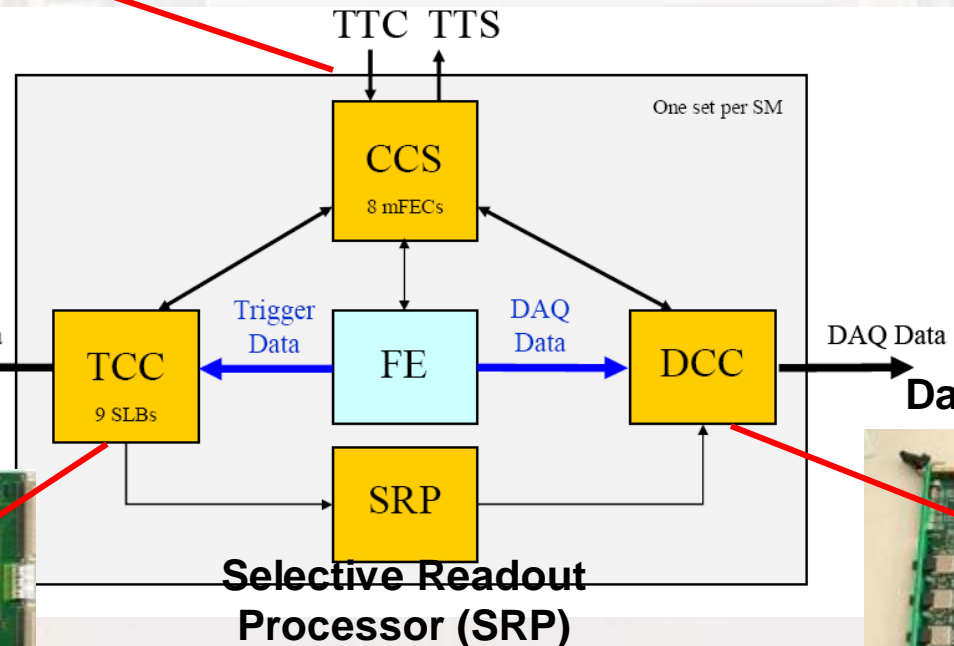 TTC TTS
One set per SM
CCS
8 mFECs
Trigger
Data
DAQ
Data
DAQ Data
TCC
FE
DCC
9 SLBs
SRP
Selective Readout
Processor (SRP)